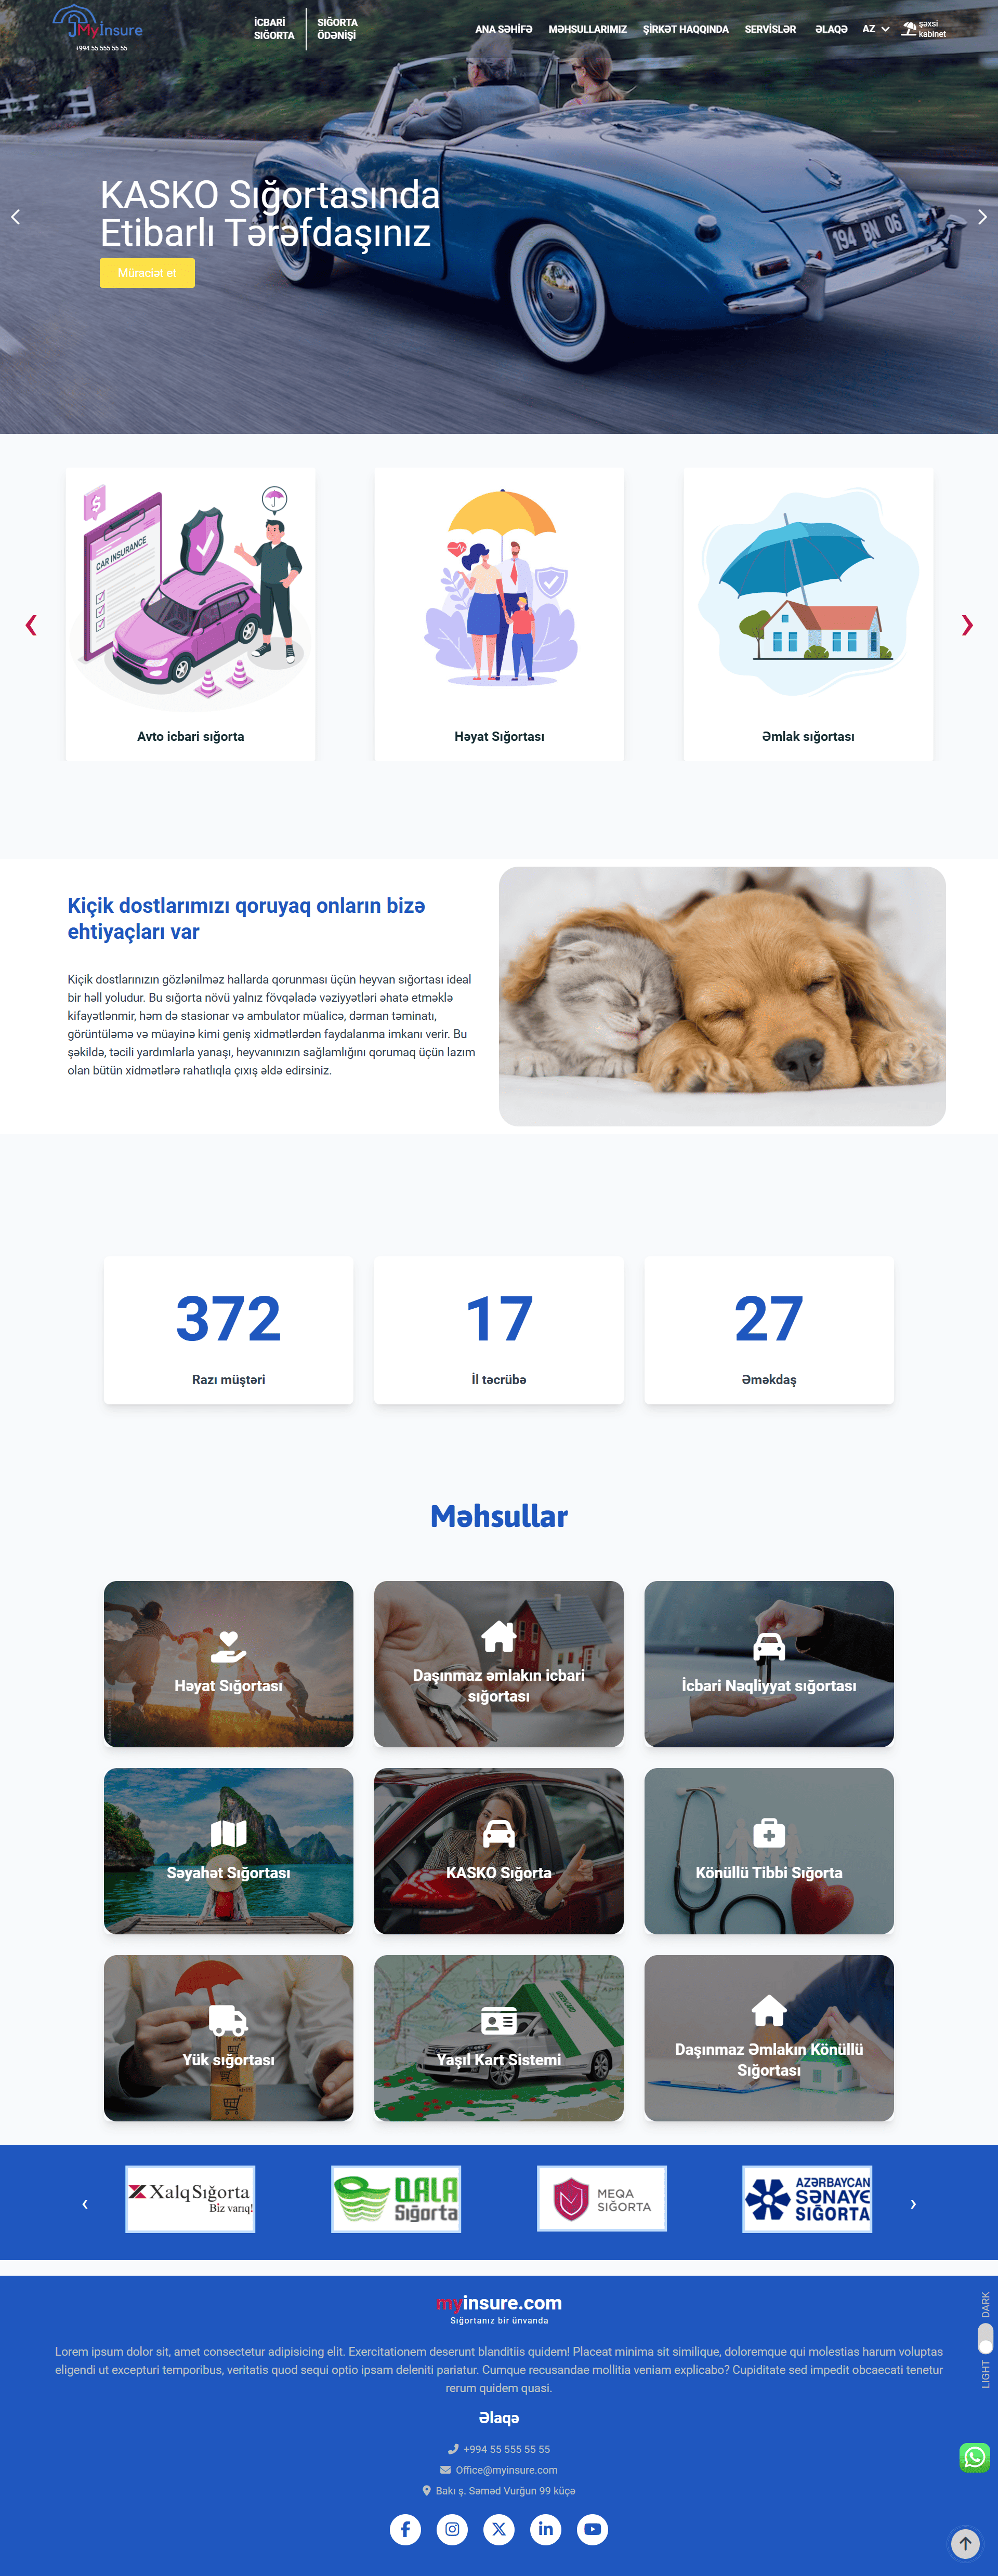 MyInsure
+994 55 555 55 55
İCBARİ
SIĞORTA
SIĞORTA
ÖDƏNİŞİ
ANA SƏHİFƏ
MƏHSULLARIMIZ
ŞİRKƏT HAQQINDA
SERVİSLƏR
ƏLAQƏ
AZ
şəxsi
kabinet
KASKO Sığortasında
Etibarlı Tərəfdaşınız
Müraciət et
194 BN 06
CAR INSURANCE
Avto icbari sığorta
Həyat Sığortası
Əmlak sığortası
Kiçik dostlarımızı qoruyaq onların bizə
ehtiyaçları var
Kiçik dostlarınızın gözlənilməz hallarda qorunması üçün heyvan sığortası ideal
bir həll yoludur. Bu sığorta növü yalnız fövqəladə vəziyyətləri əhatə etməklə
kifayətlənmir, həm də stasionar və ambulator müalicə, dərman təminatı,
görüntüləmə və müayinə kimi geniş xidmətlərdən faydalanma imkanı verir. Bu
şəkildə, təcili yardımlarla yanaşı, heyvanınızın sağlamlığını qorumaq üçün lazım
olan bütün xidmətlərə rahatlıqla çıxış əldə edirsiniz.
372
Razı müştəri
17
İl təcrübə
27
Əməkdaş
Məhsullar
Həyat Sığortası
Daşınmaz əmlakın icbari
sığortası
İcbari Nəqliyyat sığortası
Səyahət Sığortası
KASKO Sığorta
Könüllü Tibbi Sığorta
Yük sığortası
Yaşıl Kart Sistemi
Daşınmaz Əmlakın Könüllü
Sığortası
XalqSığorta
Biz varıq!
QALA
Sığorta
MEQA
SIĞORTA
AZƏRBAYCAN
SƏNAYE
SIĞORTA
myinsure.com
Sığortanız bir ünvanda
Lorem ipsum dolor sit, amet consectetur adipisicing elit. Exercitationem deserunt blanditiis quidem! Placeat minima sit similique, doloremque qui molestias harum voluptas
eligendi ut excepturi temporibus, veritatis quod sequi optio ipsam deleniti pariatur. Cumque recusandae mollitia veniam explicabo? Cupiditate sed impedit obcaecati tenetur
rerum quidem quasi.
DARK
LIGHT
Əlaqə
+994 55 555 55 55
Office@myinsure.com
Bakı ş. Səməd Vurğun 99 küçə